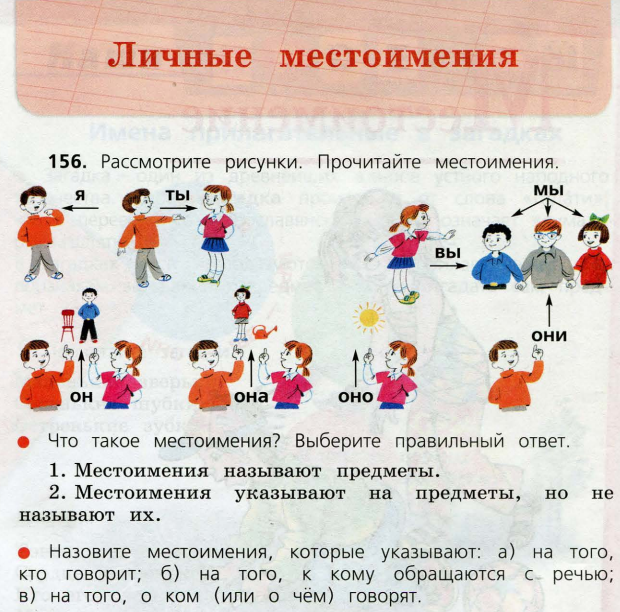 Личные местоимения
156. Рассмотрите рисунки. Прочитайте местоимения.
я
ты
мы
вы
они
он
она
оно
Что такое местоимения? Выберите правильный ответ.
1. Местоимения называют предметы.
2. Местоимения указывают на предметы, но не
называют их.
Назовите местоимения, которые указывают: а) на того,
кто говорит; б) на того, к кому обращаются с речью;
в) на того, о ком (или о чём) говорят.